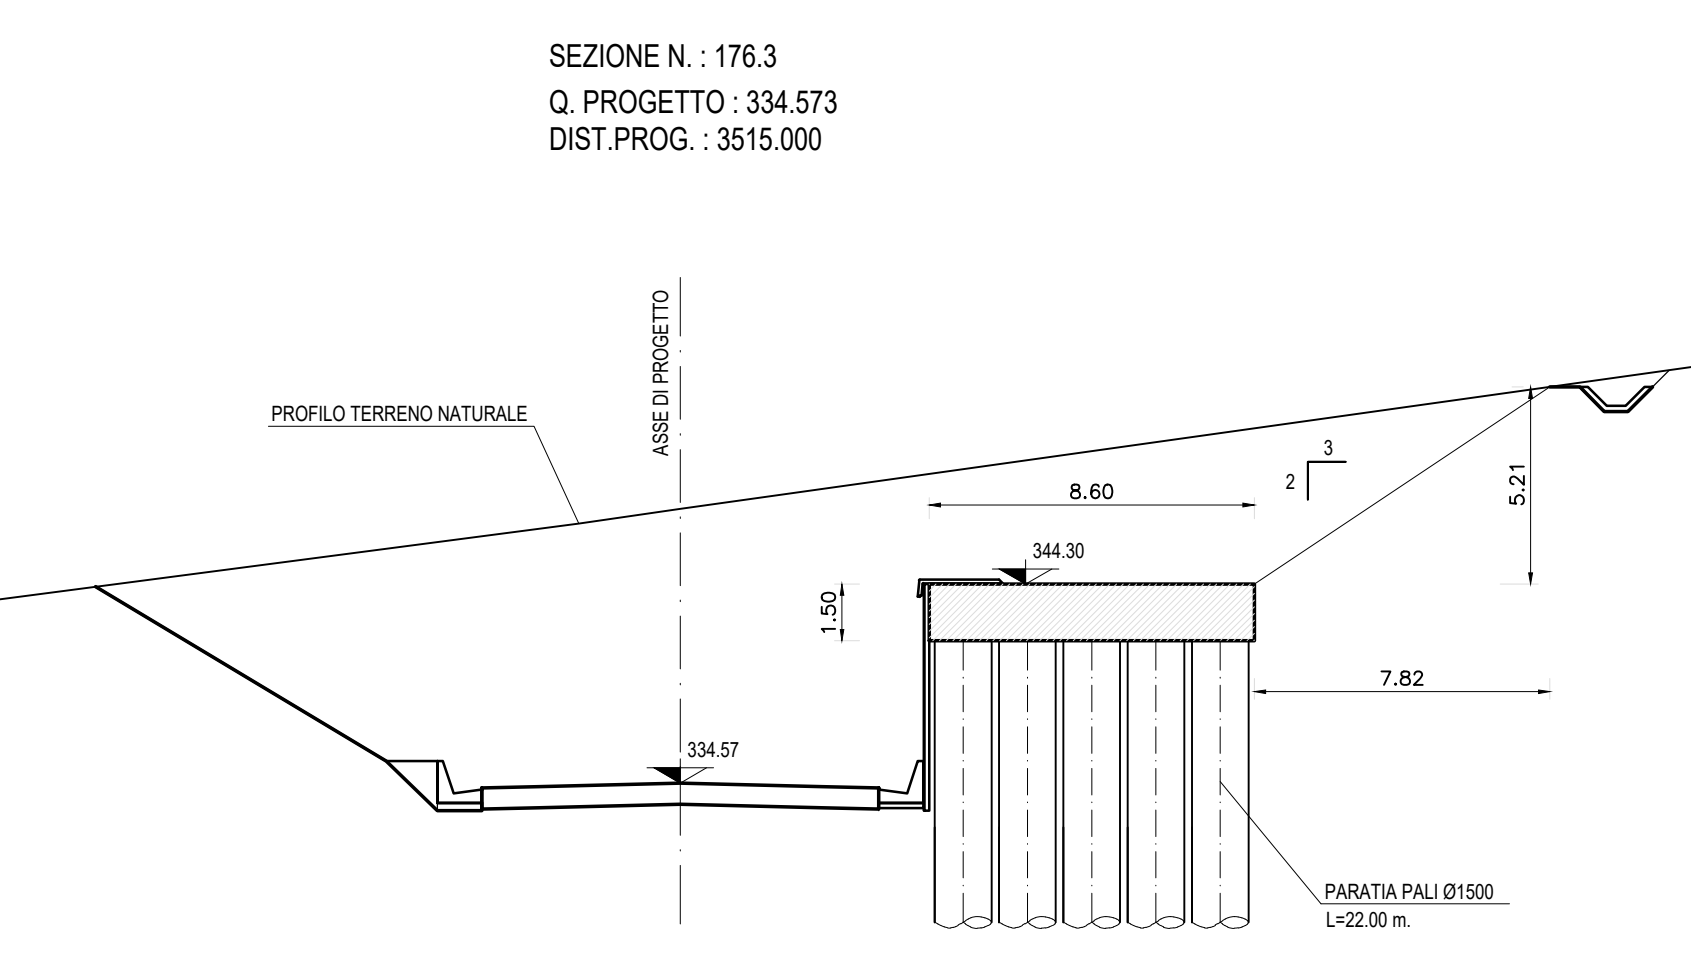 SEZIONE N. : 176.3
Q. PROGETTO : 334.573
DIST.PROG. : 3515.000
ASSE DI PROGETTO
PROFILO TERRENO NATURALE
3
2
5.21
8.60
344.30
1.50
7.82
334.57
PARATIA PALI Ø1500
L=22.00 m.